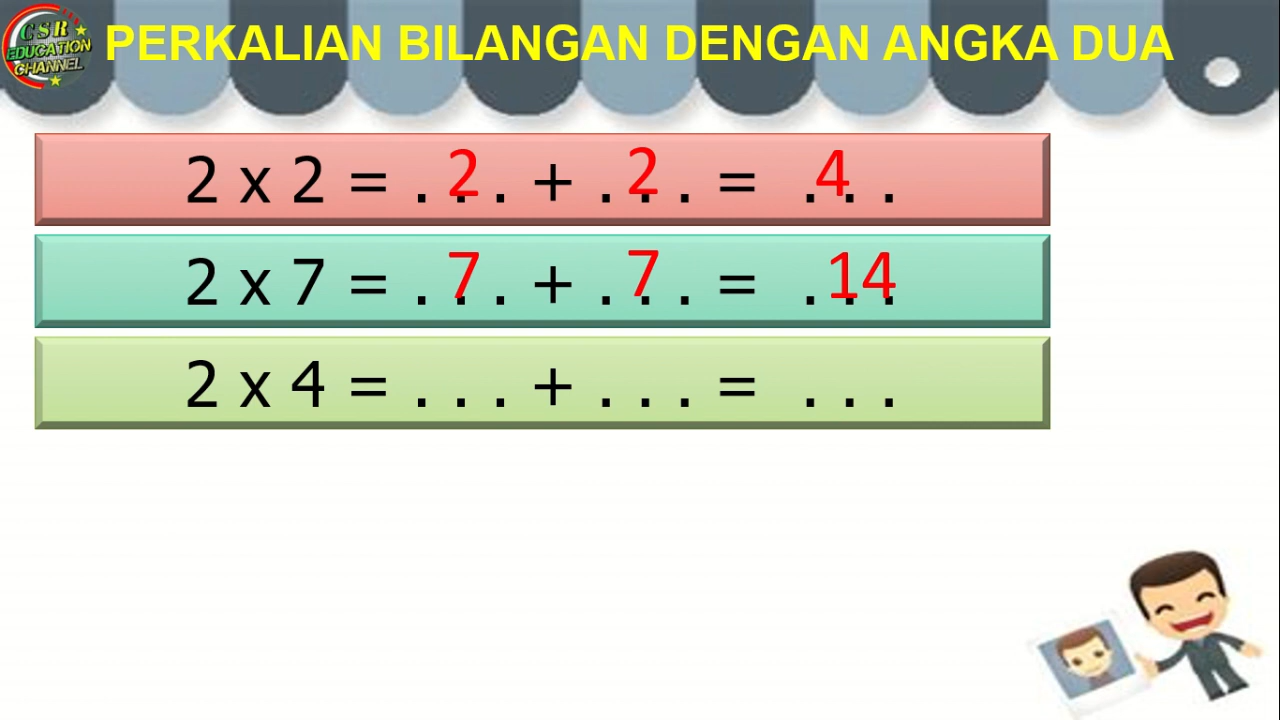 GSR
EDUCATION
CHANNEL
PERKALIAN BILANGAN DENGAN ANGKA DUA
2 x 2 = . 2 . + . 2 . = 4 . .
2 x 7 = . 7 . + . 7 . = . 14
2 x 4 = . . . + . . . = . . .